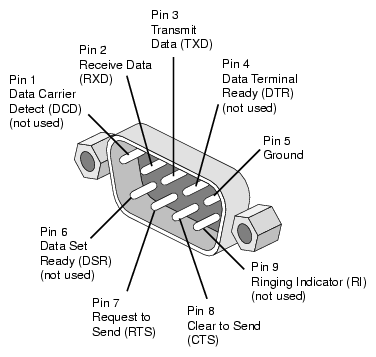 Pin 1
Data Carrier
Detect (DCD)
(not used)
Pin 2
Receive Data
(RXD)
Pin 3
Transmit
Data (TXD)
Pin 4
Data Terminal
Ready (DTR)
(not used)
Pin 5
Ground
Pin 6
Data Set
Ready (DSR)
(not used)
Pin 7
Request to
Send (RTS)
Pin 8
Clear to Send
(CTS)
Pin 9
Ringing Indicator (RI)
(not used)